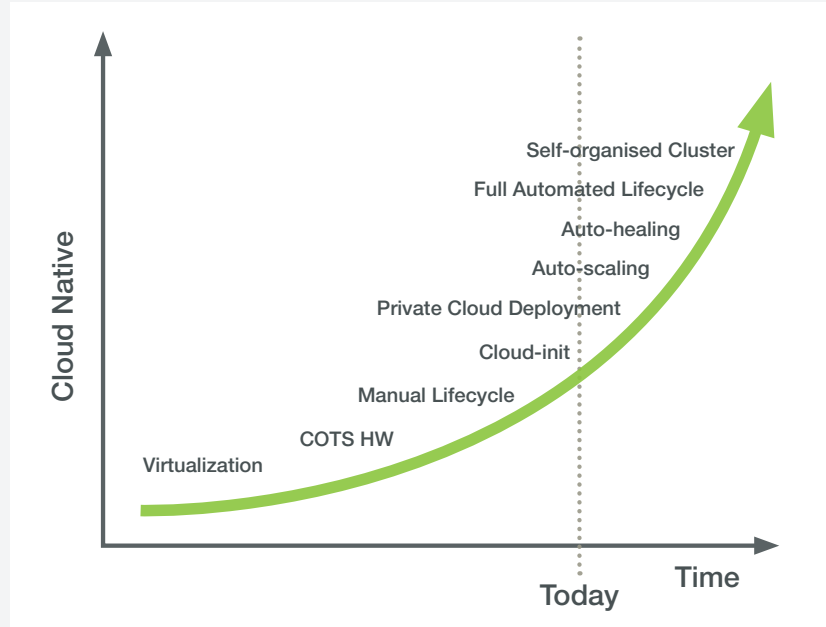 Self-organised Cluster
Full Automated Lifecycle
Auto-healing
Auto-scaling
Private Cloud Deployment
Cloud-init
Manual Lifecycle
COTS HW
Virtualization
Cloud Native
Time
Today